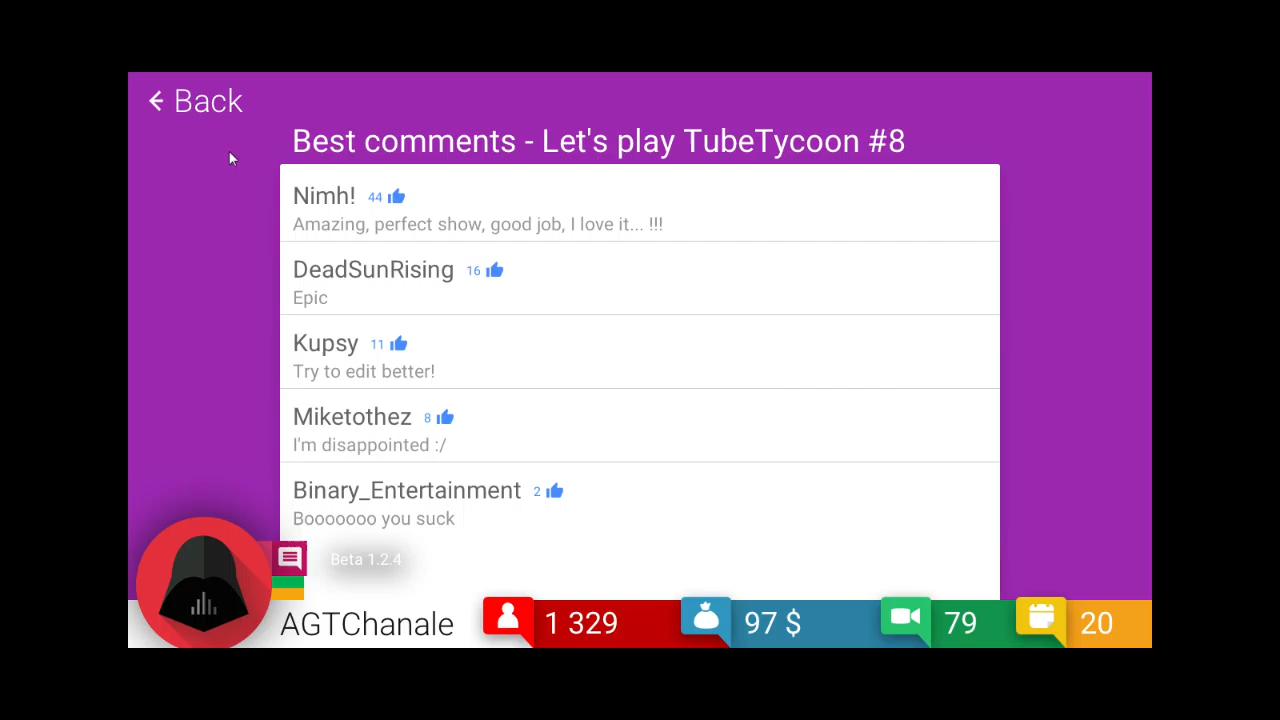 Back
Best comments - Let's play TubeTycoon #8
Nimh! 44
Amazing, perfect show, good job, I love it... !!!
DeadSunRising 16
Epic
Kupsy 11
Try to edit better!
Miketothez 8
I'm disappointed :/
Binary_Entertainment 2
Booooooo you suck
Beta 1.2.4
AGTChanale 1 329 97 $ 79 20